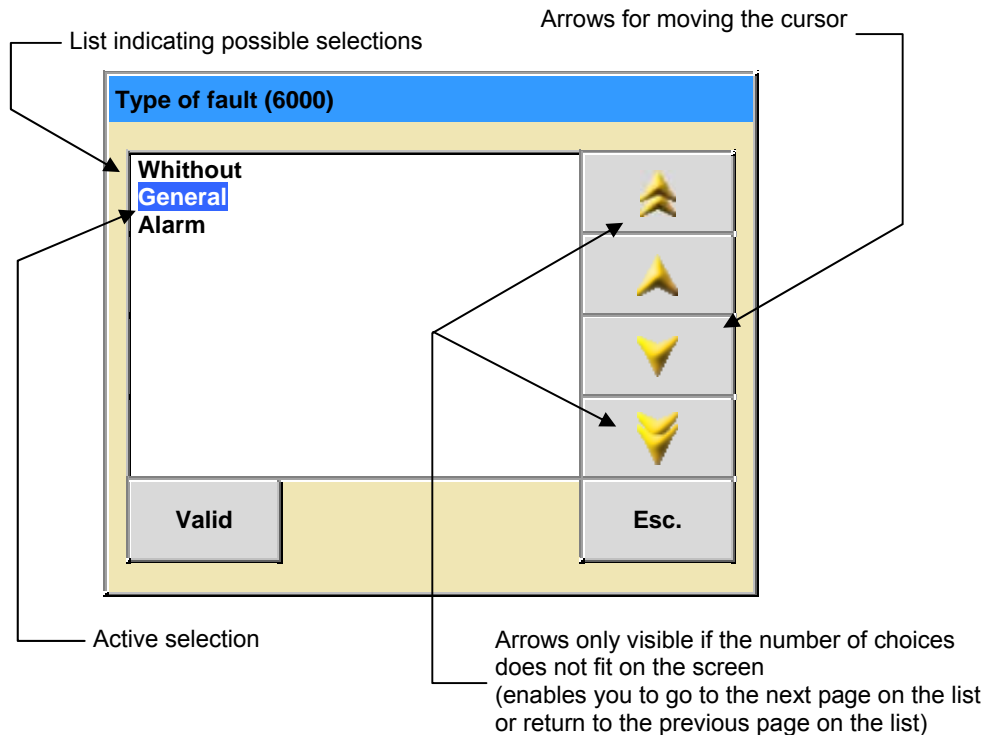 Arrows for moving the cursor
List indicating possible selections
Type of fault (6000)
Whithout
General
Alarm
Valid
Esc.
Active selection
Arrows only visible if the number of choices
does not fit on the screen
(enables you to go to the next page on the list
or return to the previous page on the list)